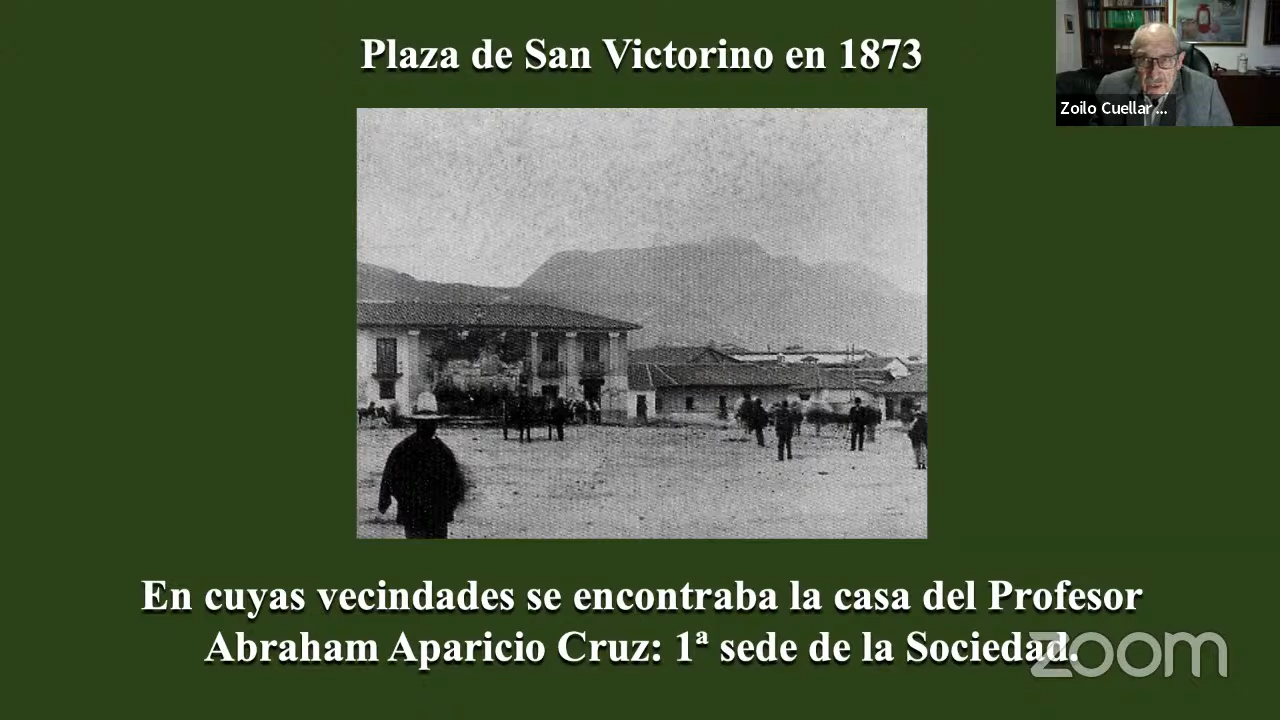 Plaza de San Victorino en 1873
Zoilo Cuellar ...
En cuyas vecindades se encontraba la casa del Profesor
Abraham Aparicio Cruz: 1ª sede de la Sociedad.
zoom